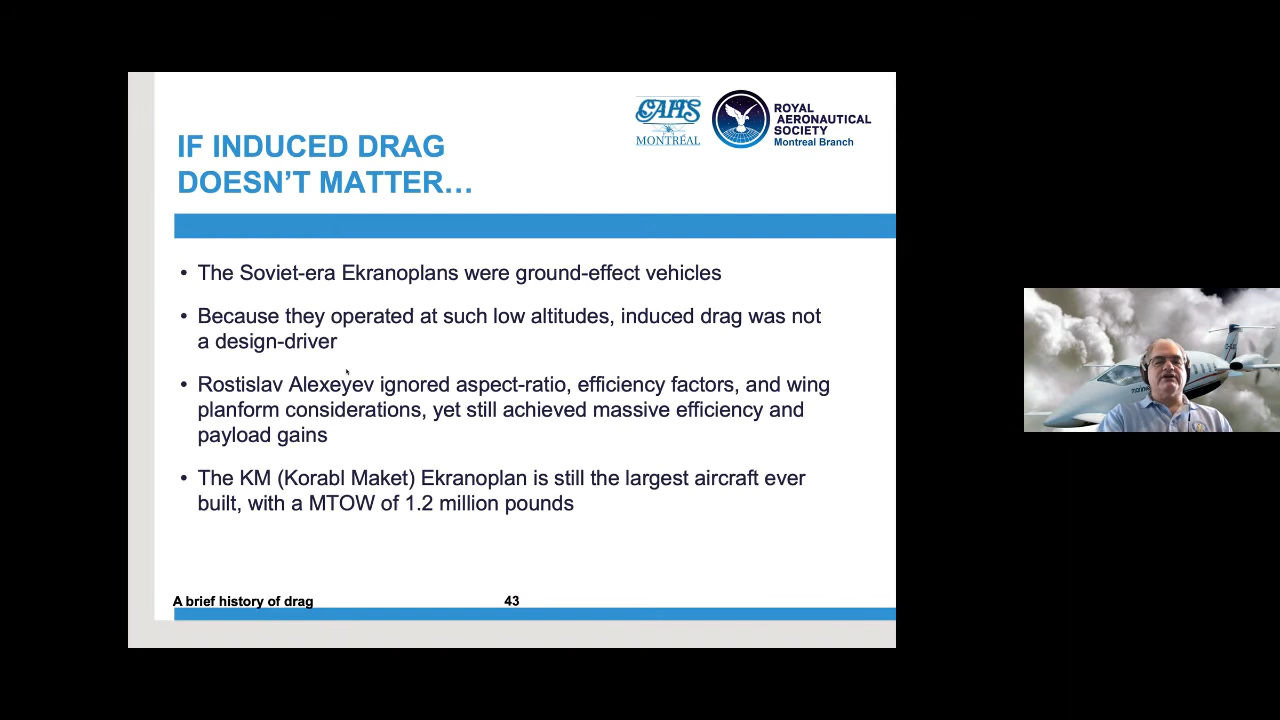 CAHS
MONTRÉAL
ROYAL
AERONAUTICAL
SOCIETY
Montreal Branch
IF INDUCED DRAG
DOESN’T MATTER…
• The Soviet-era Ekranoplans were ground-effect vehicles
• Because they operated at such low altitudes, induced drag was not
a design-driver
• Rostislav Alexeyev ignored aspect-ratio, efficiency factors, and wing
planform considerations, yet still achieved massive efficiency and
payload gains
• The KM (Korabl Maket) Ekranoplan is still the largest aircraft ever
built, with a MTOW of 1.2 million pounds
A brief history of drag
43